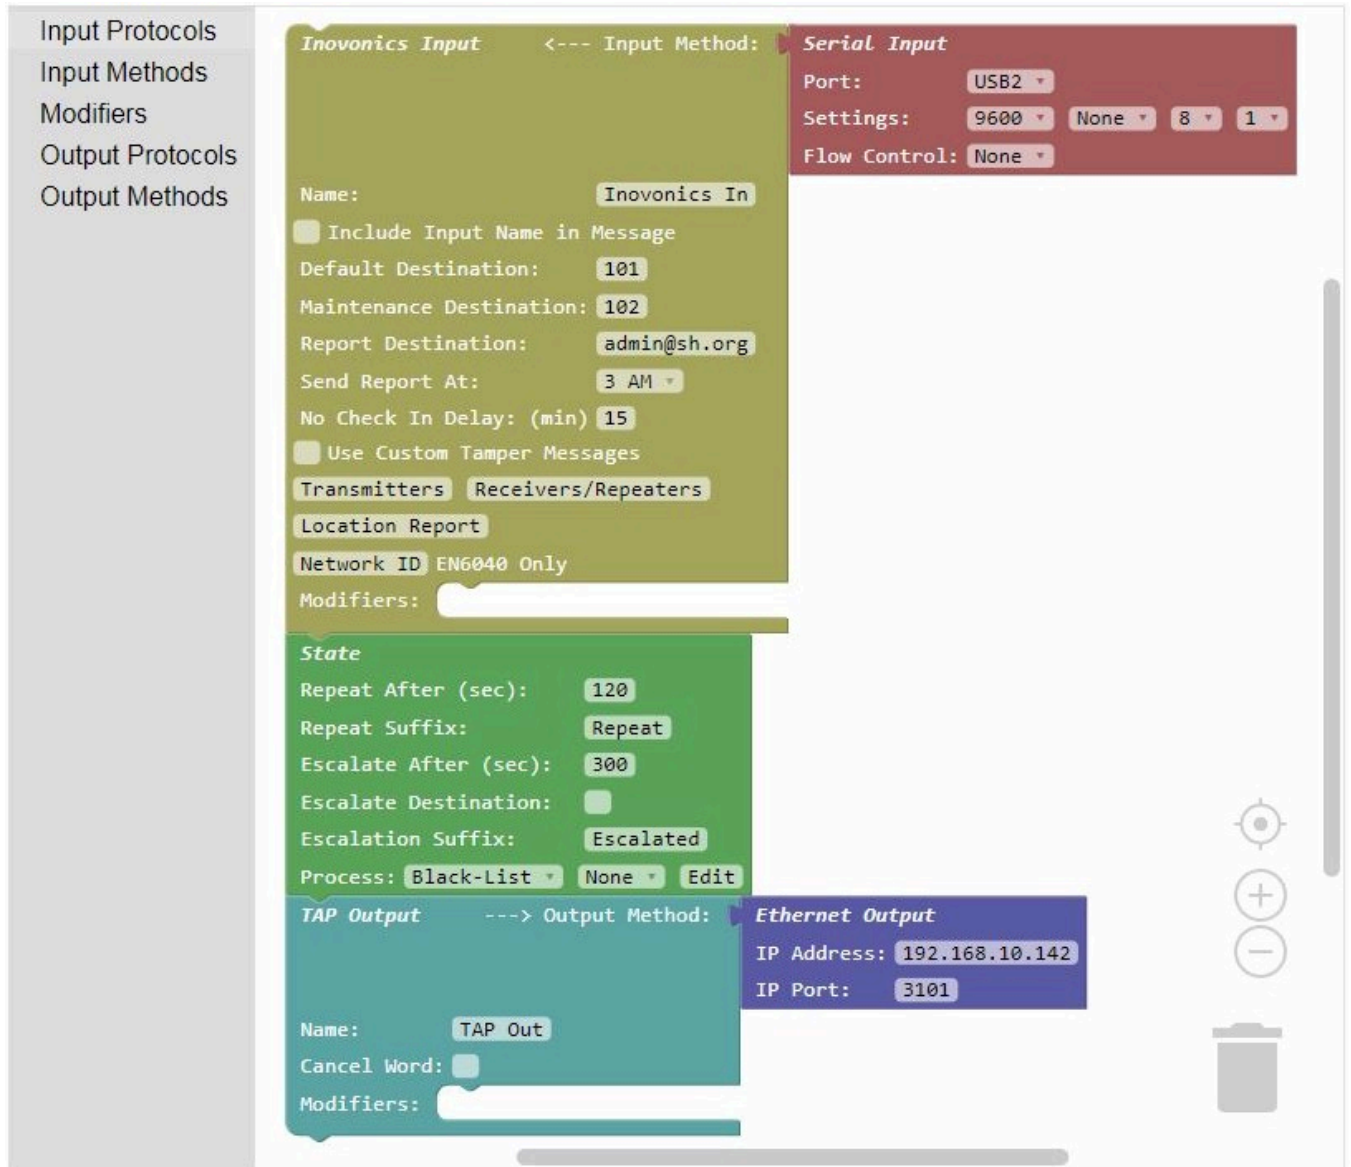 Input Protocols
Input Methods
Modifiers
Output Protocols
Output Methods
Inovonics Input <--- Input Method:
Serial Input
Port: USB2
Settings: 9600 None 8 1
Flow Control: None
Name: Inovonics In
Include Input Name in Message
Default Destination: 101
Maintenance Destination: 102
Report Destination: admin@sh.org
Send Report At: 3 AM
No Check In Delay: (min) 15
Use Custom Tamper Messages
Transmitters Receivers/Repeaters
Location Report
Network ID EN6040 Only
Modifiers:
State
Repeat After (sec): 120
Repeat Suffix: Repeat
Escalate After (sec): 300
Escalate Destination:
Escalation Suffix: Escalated
Process: Black-List None Edit
TAP Output ---> Output Method:
Ethernet Output
IP Address: 192.168.10.142
IP Port: 3101
Name: TAP Out
Cancel Word:
Modifiers: